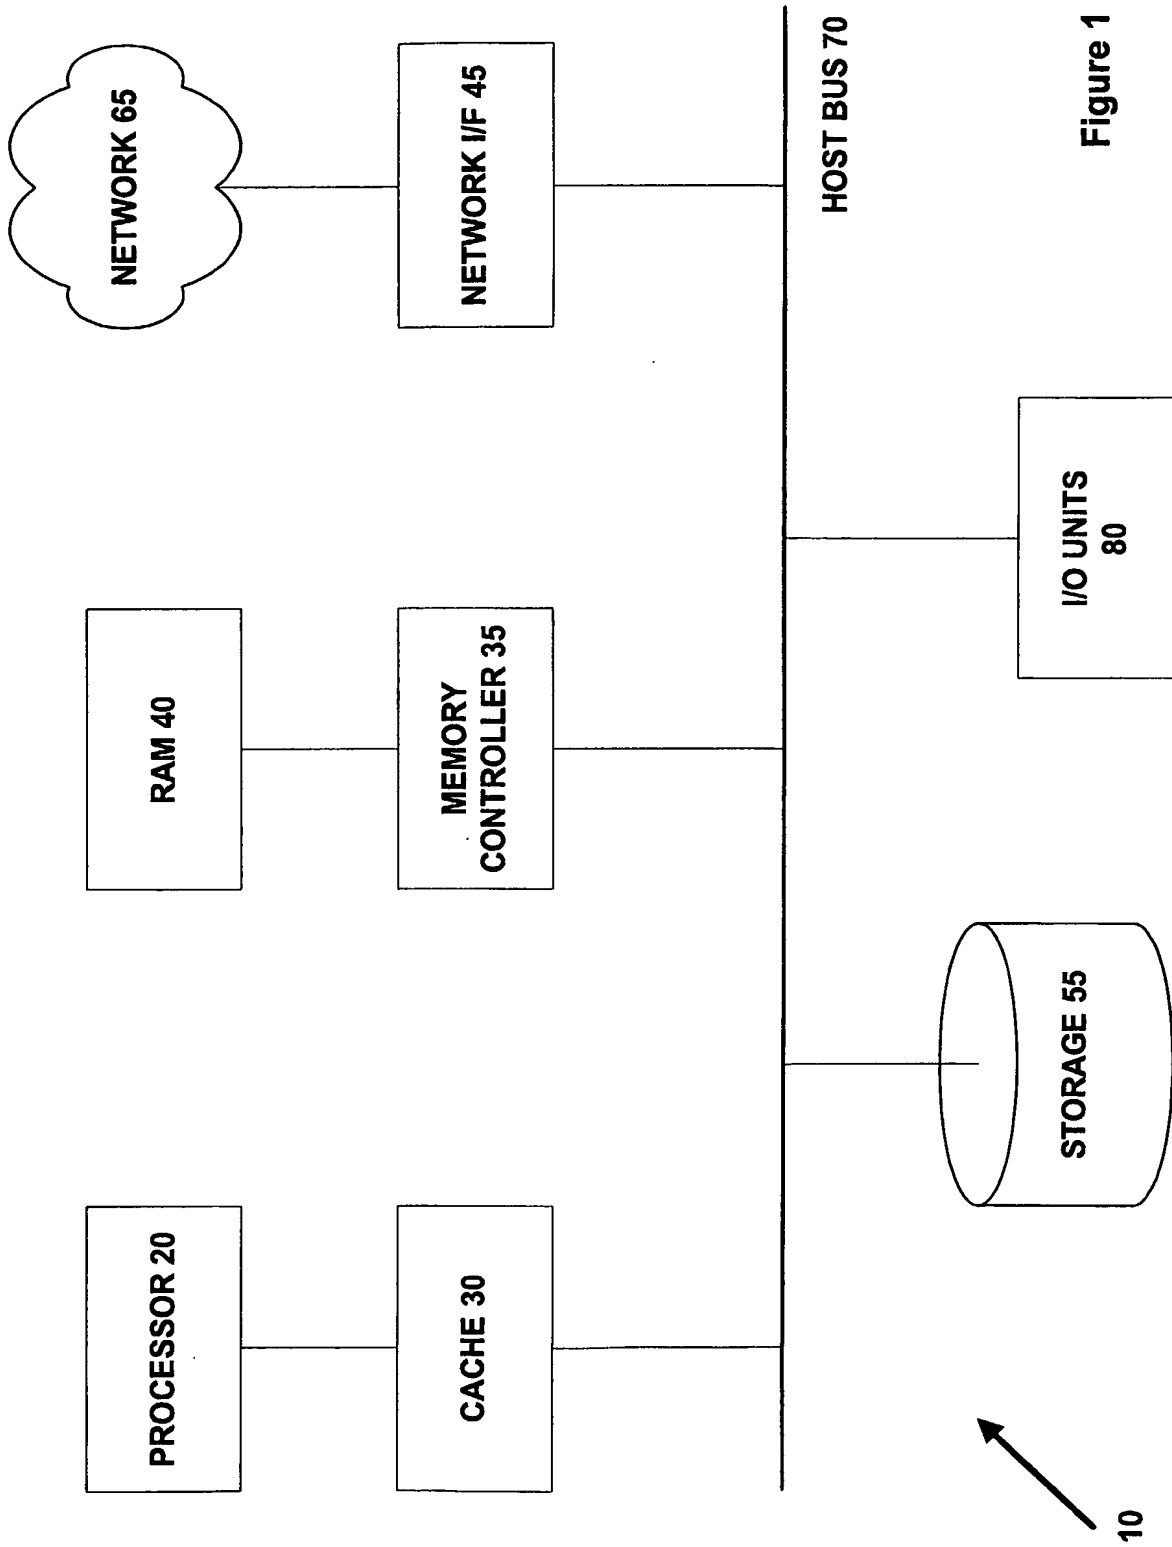 PROCESSOR 20
RAM 40
NETWORK 65
CACHE 30
MEMORY
CONTROLLER 35
NETWORK I/F 45
HOST BUS 70
STORAGE 55
I/O UNITS
80
10
Figure 1